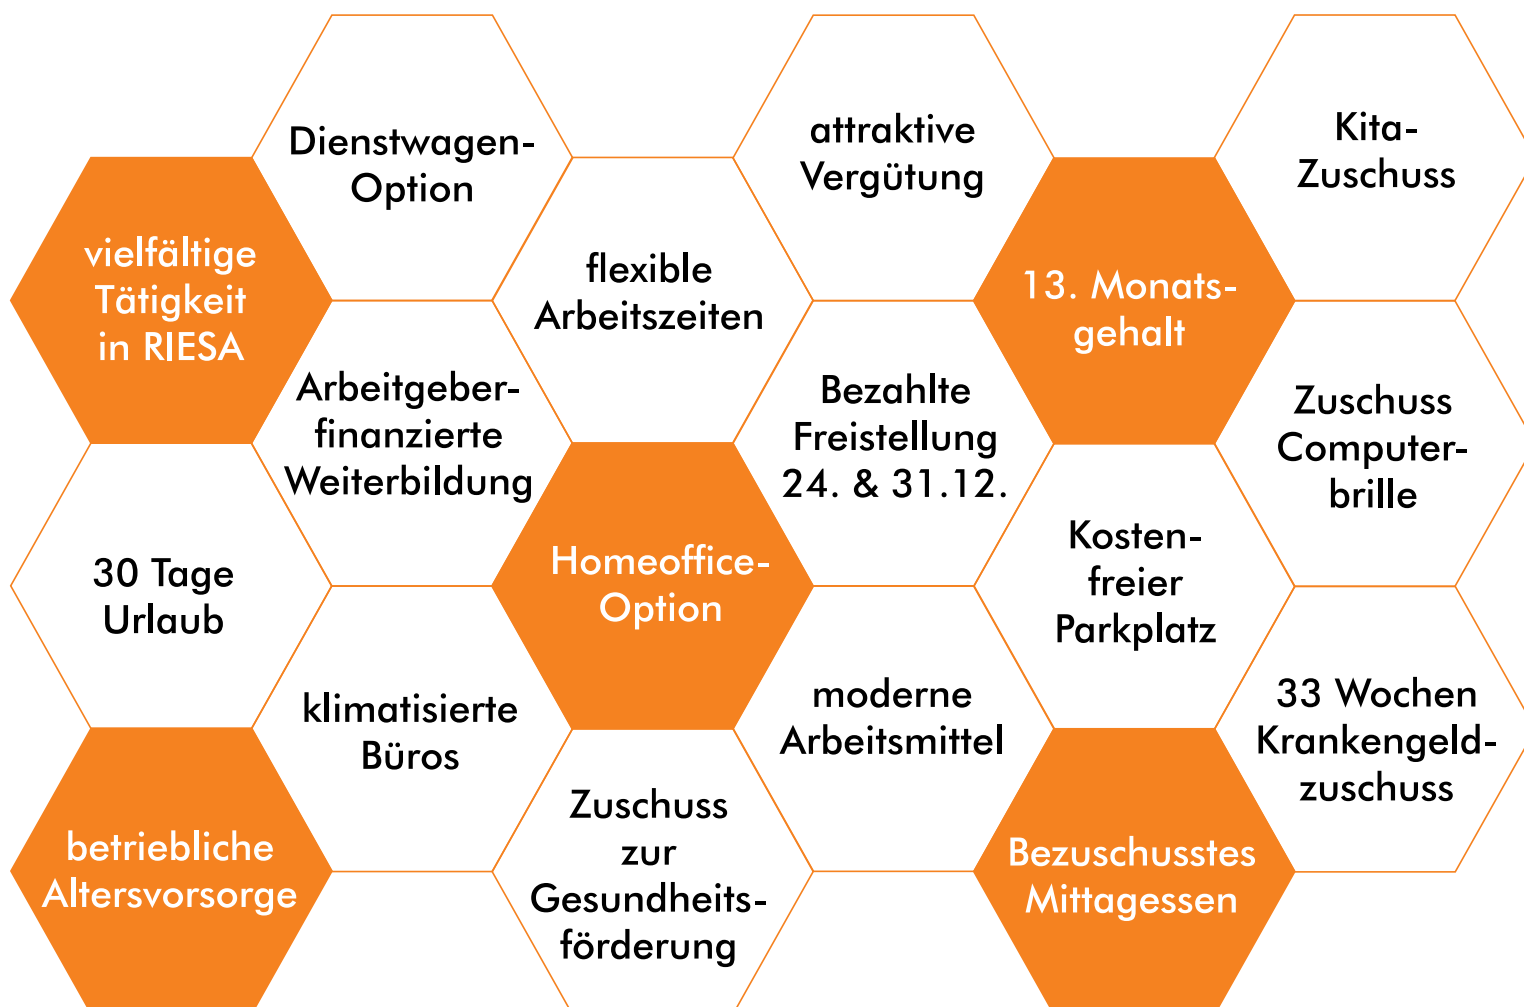 Dienstwagen-
Option
attraktive
Vergütung
Kita-
Zuschuss
vielfältige
Tätigkeit
in RIESA
flexible
Arbeitszeiten
13. Monats-
gehalt
Arbeitgeber-
finanzierte
Weiterbildung
Bezahlte
Freistellung
24. & 31.12.
Zuschuss
Computer-
brille
30 Tage
Urlaub
Homeoffice-
Option
Kosten-
freier
Parkplatz
klimatisierte
Büros
moderne
Arbeitsmittel
33 Wochen
Krankengeld-
zuschuss
betriebliche
Altersvorsorge
Zuschuss
zur
Gesundheits-
förderung
Bezuschusstes
Mittagessen